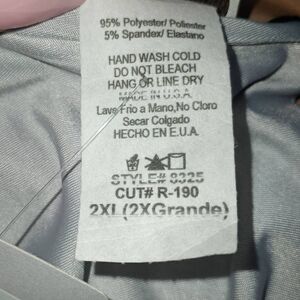 95% Polyester/ Poliester
5% Spandex/ Elastano
HAND WASH COLD
DO NOT BLEACH
HANG OR LINE DRY
MADE IN U.S.A.
Lave Frio a Mano,No Cloro
Secar Colgado
HECHO EN E.U.A.
STYLE# 8325
CUT# R-190
2XL(2XGrande)